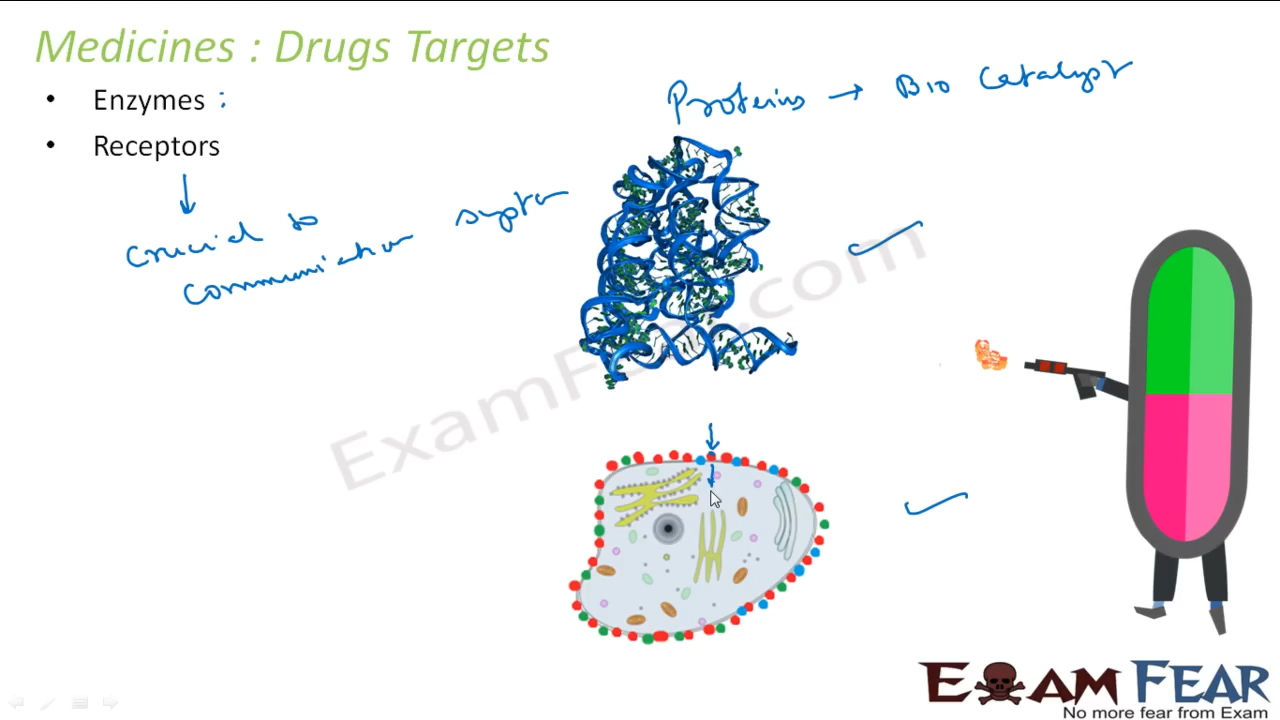 Medicines : Drugs Targets
• Enzymes :
Proteins → Bio Catalyst
• Receptors
Crucial to
communication system
ExamFear.com
EXAM FEAR
No more fear from Exam